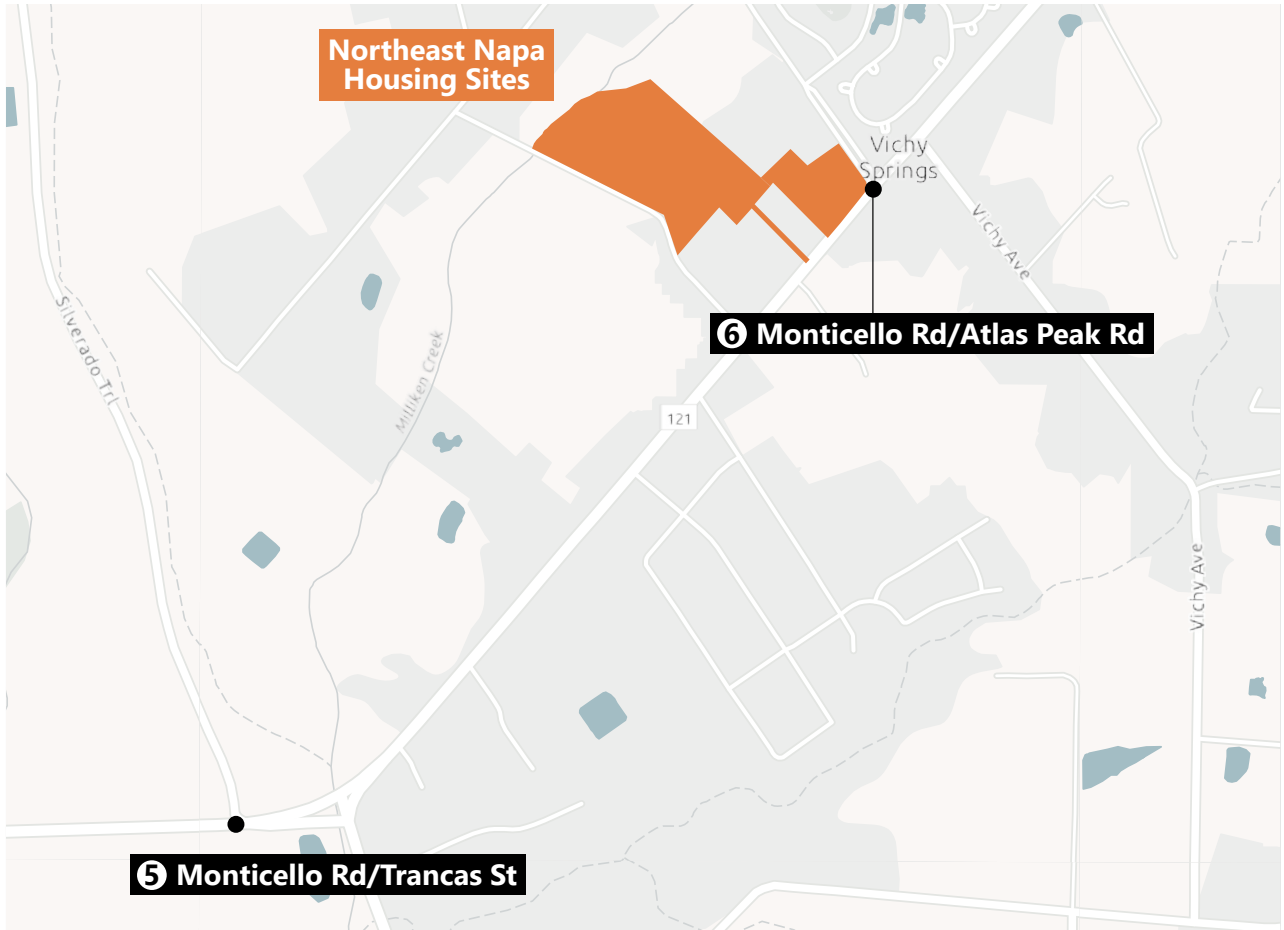 Northeast Napa
Housing Sites
Vichy
Springs
Vichy Ave
Silverado Trl
❻ Monticello Rd/Atlas Peak Rd
Milliken Creek
121
Vichy Ave
❺ Monticello Rd/Trancas St